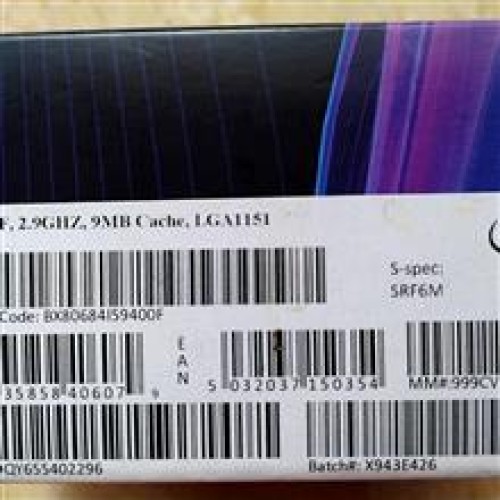 F, 2.9GHZ, 9MB Cache, LGA1151
S-spec:
SRF6M
Code: BX80684I59400F
EAN
35858 40607 9
5 032037 150354
MM#:999CV
QY655402296
Batch#: X943E426